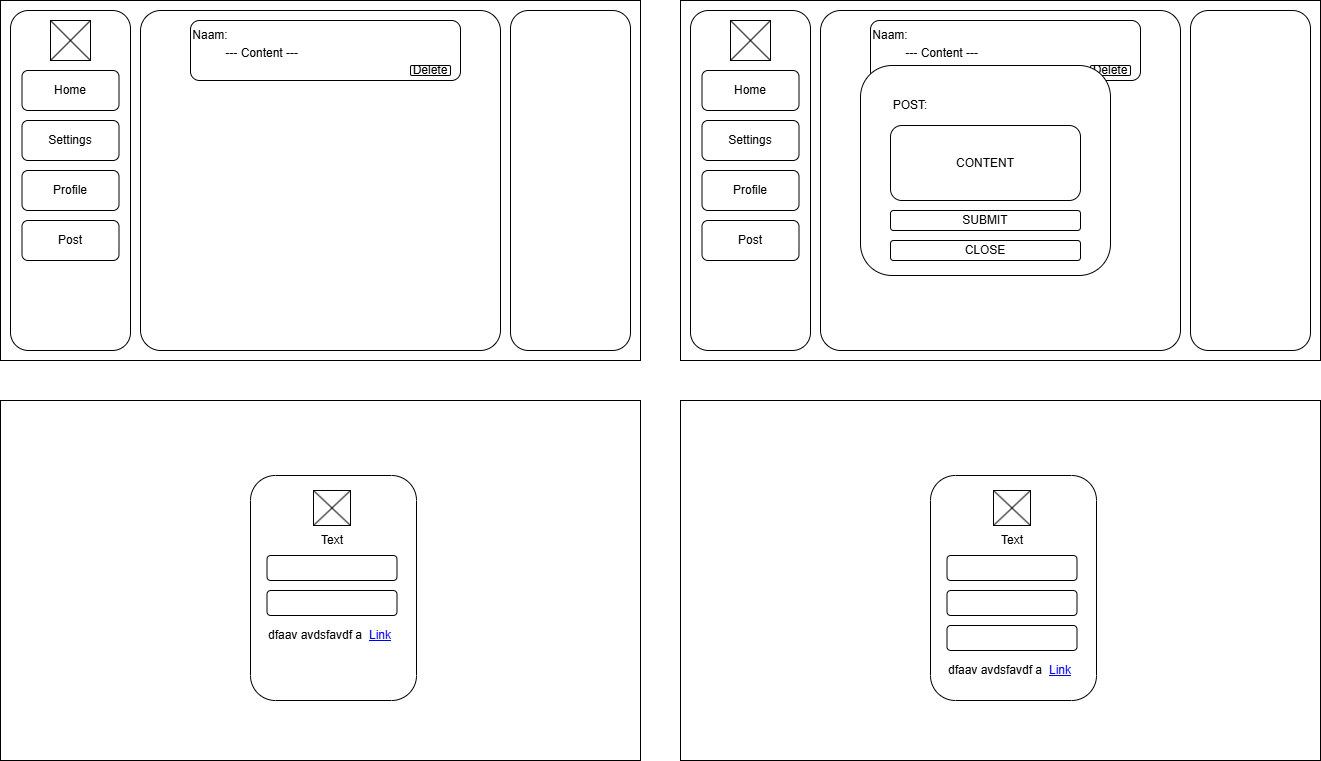 Naam:
--- Content ---
Delete
Home
Settings
Profile
Post
Naam:
--- Content ---
Delete
Home
Settings
Profile
Post
POST:
CONTENT
SUBMIT
CLOSE
Text
dfaav avdsfavdf a Link
Text
dfaav avdsfavdf a Link